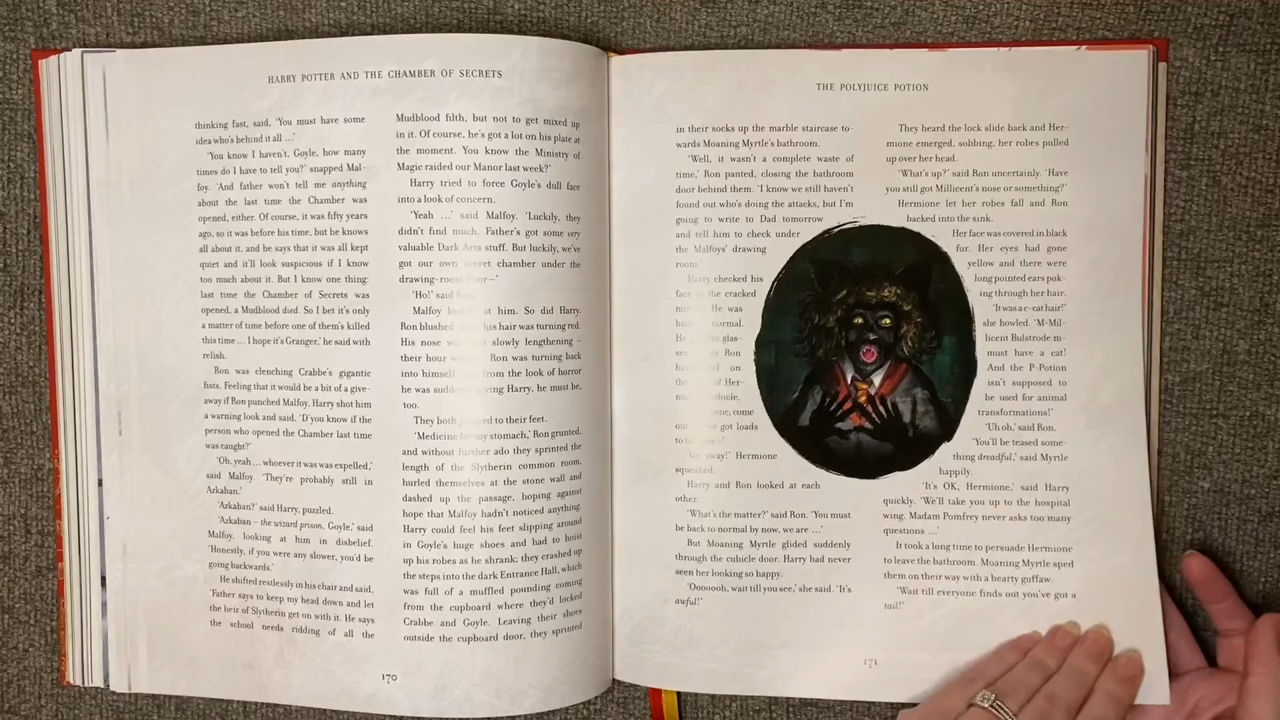 HARRY POTTER AND THE CHAMBER OF SECRETS
thinking fast, said, ‘You must have some
idea who's behind it all …’
‘You know I haven't, Goyle, how many
times do I have to tell you?’ snapped Mal-
foy. ‘And father won't tell me anything
about the last time the Chamber was
opened, either. Of course, it was fifty years
ago, so it was before his time, but he knows
all about it, and he says that it was all kept
quiet and it'll look suspicious if I know
too much about it. But I know one thing:
last time the Chamber of Secrets was
opened, a Mudblood died. So I bet it's only
a matter of time before one of them's killed
this time … I hope it's Granger,’ he said with
relish.
Ron was clenching Crabbe's gigantic
fists. Feeling that it would be a bit of a give-
away if Ron punched Malfoy, Harry shot him
a warning look and said, ‘D'you know if the
person who opened the Chamber last time
was caught?’
‘Oh, yeah … whoever it was was expelled,’
said Malfoy. ‘They're probably still in
Azkaban.’
‘Azkaban?’ said Harry, puzzled.
‘Azkaban – the wizard prison, Goyle,’ said
Malfoy, looking at him in disbelief.
‘Honestly, if you were any slower, you'd be
going backwards.’
He shifted restlessly in his chair and said,
‘Father says to keep my head down and let
the heir of Slytherin get on with it. He says
the school needs ridding of all the
Mudblood filth, but not to get mixed up
in it. Of course, he's got a lot on his plate at
the moment. You know the Ministry of
Magic raided our Manor last week?’
Harry tried to force Goyle's dull face
into a look of concern.
‘Yeah …’ said Malfoy. ‘Luckily, they
didn't find much. Father's got some very
valuable Dark Arts stuff. But luckily, we've
got our own secret chamber under the
drawing-room floor–’
‘Ho!’ said
Malfoy at him. So did Harry.
Ron blushed. his hair was turning red.
His nose slowly lengthening –
their hour Ron was turning back
into himself from the look of horror
he was giving Harry, he must be,
too.
They both to their feet.
‘Medicine for my stomach,’ Ron grunted,
and without further ado they sprinted the
length of the Slytherin common room,
hurled themselves at the stone wall and
dashed up the passage, hoping against
hope that Malfoy hadn't noticed anything.
Harry could feel his feet slipping around
in Goyle's huge shoes and had to hoist
up his robes as he shrank; they crashed up
the steps into the dark Entrance Hall, which
was full of a muffled pounding coming
from the cupboard where they'd locked
Crabbe and Goyle. Leaving their shoes
outside the cupboard door, they sprinted
170
THE POLYJUICE POTION
in their socks up the marble staircase to-
wards Moaning Myrtle's bathroom.
‘Well, it wasn't a complete waste of
time,’ Ron panted, closing the bathroom
door behind them. ‘I know we still haven't
found out who's doing the attacks, but I'm
going to write to Dad tomorrow
and tell him to check under
the Malfoys’ drawing
room.’
Harry checked his
face the cracked
He was
normal.
glas-
Ron
on
of Her-
come
out got loads
to
away!’ Hermione
squeaked.
Harry and Ron looked at each
other.
‘What's the matter?’ said Ron. ‘You must
be back to normal by now, we are …’
But Moaning Myrtle glided suddenly
through the cubicle door. Harry had never
seen her looking so happy.
‘Ooooooh, wait till you see,’ she said. ‘It's
awful!’
They heard the lock slide back and Her-
mione emerged, sobbing, her robes pulled
up over her head.
‘What's up?’ said Ron uncertainly. ‘Have
you still got Millicent's nose or something?’
Hermione let her robes fall and Ron
backed into the sink.
Her face was covered in black
fur. Her eyes had gone
yellow and there were
long pointed ears pok-
ing through her hair.
‘It was a c-cat hair!’
she howled. ‘M-Mil-
licent Bulstrode m-
must have a cat!
And the P-Potion
isn't supposed to
be used for animal
transformations!’
‘Uh oh,’ said Ron.
‘You'll be teased some-
thing dreadful,’ said Myrtle
happily.
‘It's OK, Hermione,’ said Harry
quickly. ‘We'll take you up to the hospital
wing. Madam Pomfrey never asks too many
questions …’
It took a long time to persuade Hermione
to leave the bathroom. Moaning Myrtle sped
them on their way with a hearty guffaw.
‘Wait till everyone finds out you've got a
tail!’
171